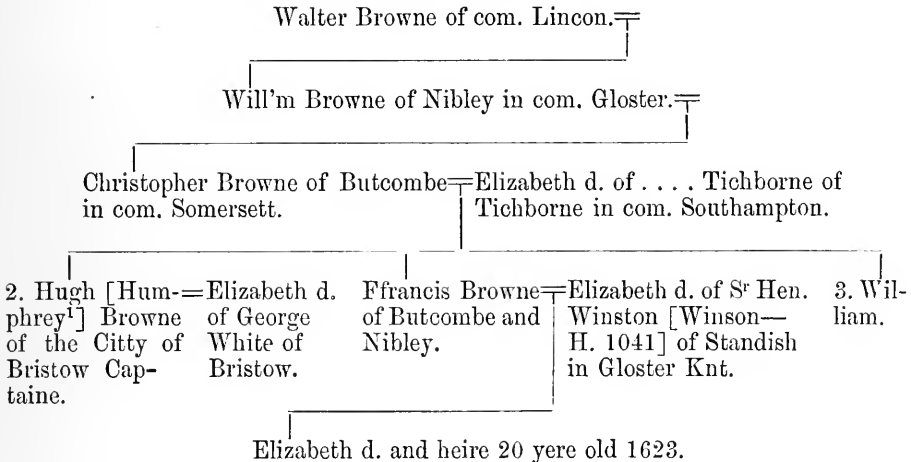 Walter Browne of com. Lincon.
Will'm Browne of Nibley in com. Gloster.
Christopher Browne of Butcombe=Elizabeth d. of . . . . Tichborne of
in com. Somersett. Tichborne in com. Southampton.
2. Hugh [Hum-
phrey¹] Browne
of the Citty of
Bristow Cap-
taine.
=Elizabeth d.
of George
White of
Bristow.
Ffrancis Browne
of Butcombe and
Nibley.
=Elizabeth d. of Sʳ Hen.
Winston [Winson—
H. 1041] of Standish
in Gloster Knt.
3. Wil-
liam.
Elizabeth d. and heire 20 yere old 1623.